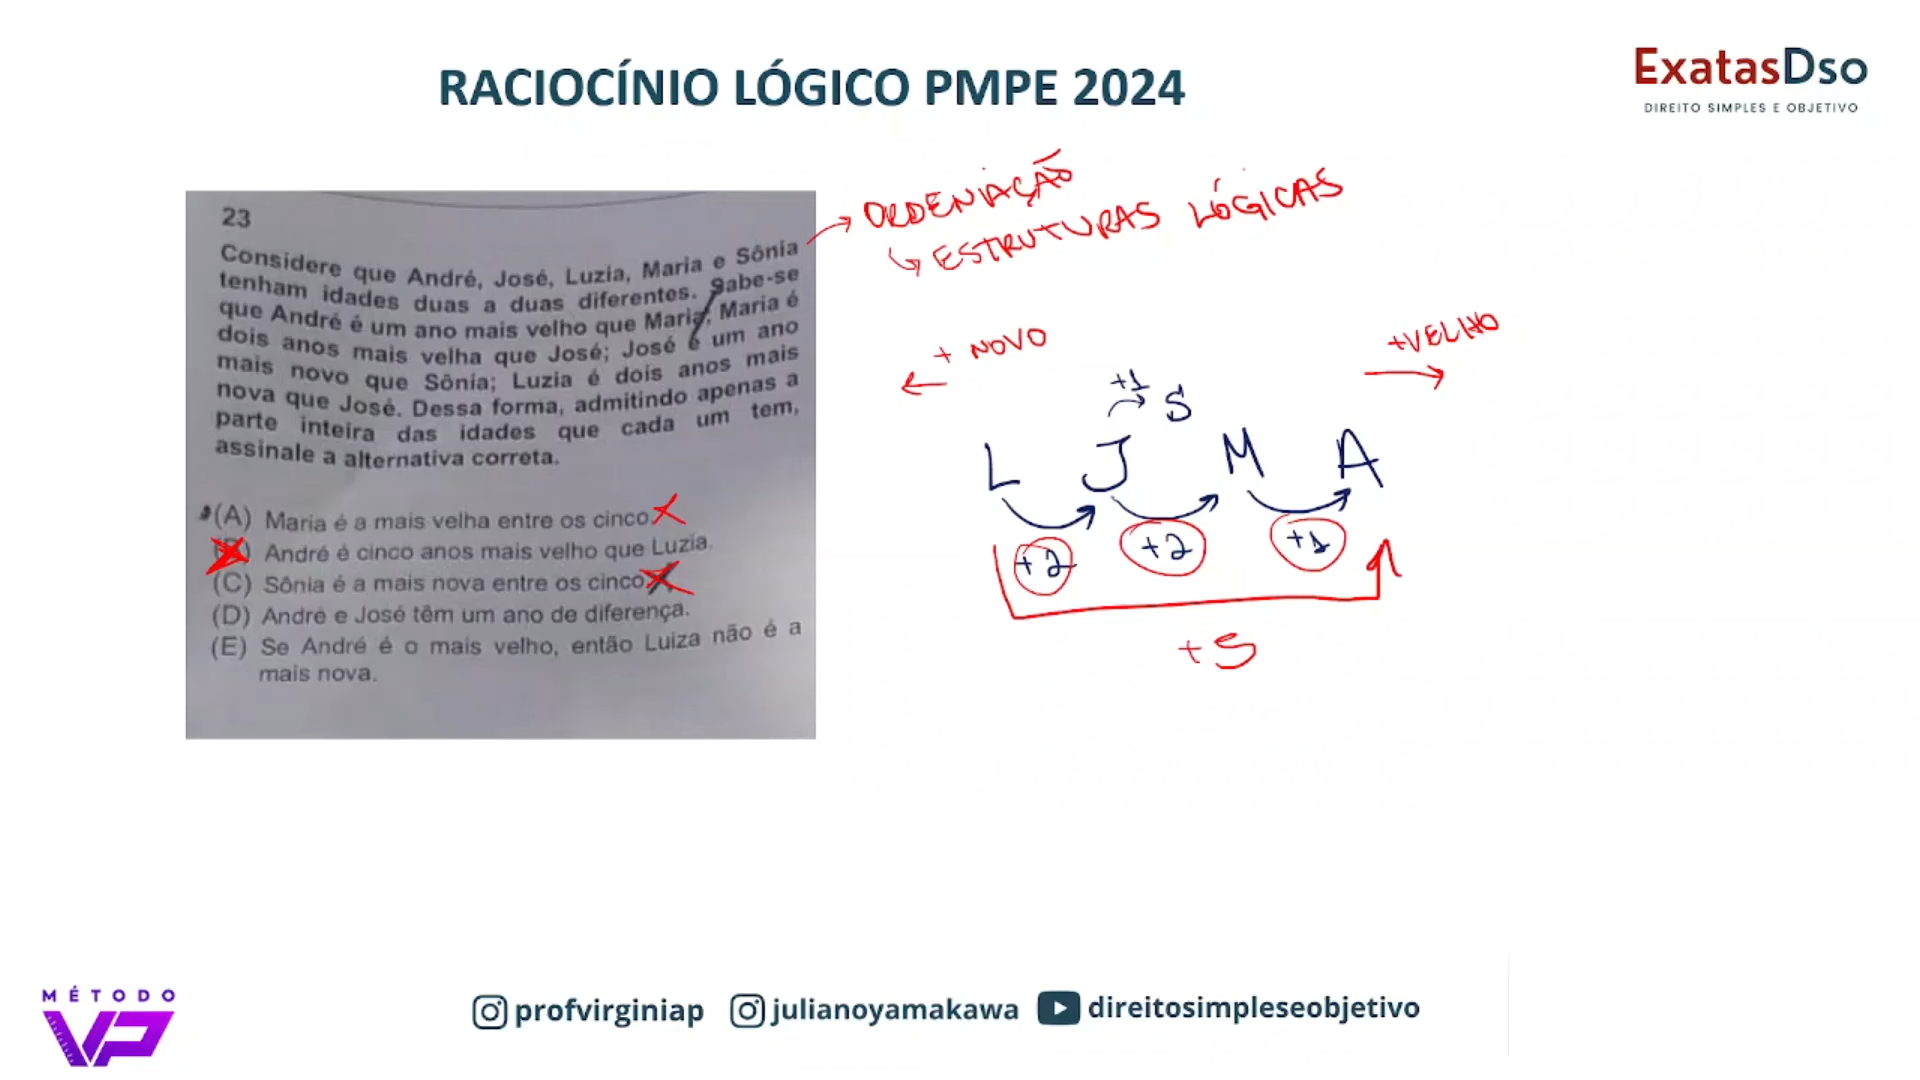 RACIOCÍNIO LÓGICO PMPE 2024
ExatasDso
DIREITO SIMPLES E OBJETIVO
23
Considere que André, José, Luzia, Maria e Sônia
tenham idades duas a duas diferentes. Sabe-se
que André é um ano mais velho que Maria; Maria é
dois anos mais velha que José; José é um ano
mais novo que Sônia; Luzia é dois anos mais
nova que José. Dessa forma, admitindo apenas a
parte inteira das idades que cada um tem,
assinale a alternativa correta.
(A) Maria é a mais velha entre os cinco.
(B) André é cinco anos mais velho que Luzia.
(C) Sônia é a mais nova entre os cinco.
(D) André e José têm um ano de diferença.
(E) Se André é o mais velho, então Luiza não é a
mais nova.
ORDENAÇÃO
ESTRUTURAS LÓGICAS
+ NOVO
+VELHO
+1 S
L J M A
+2 +2 +1
+5
MÉTODO
VP
profvirginiap julianoyamakawa direitosimpleseobjetivo